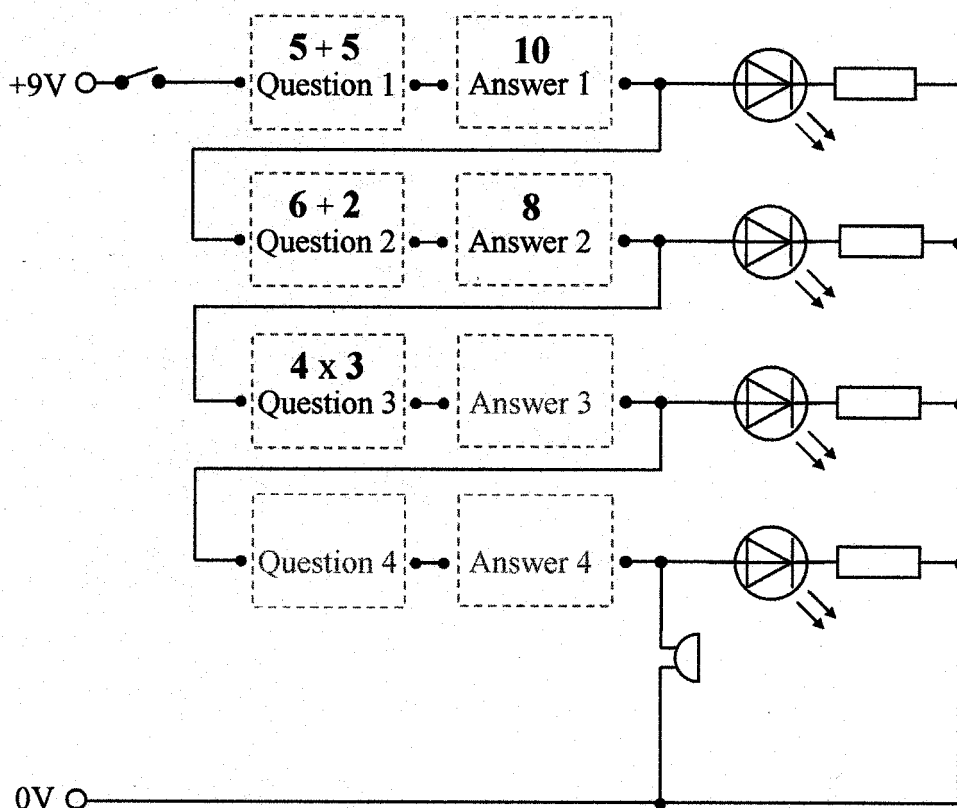 5 + 5
10
+9V
Question 1
Answer 1
6 + 2
8
Question 2
Answer 2
4 x 3
Question 3
Answer 3
Question 4
Answer 4
0V